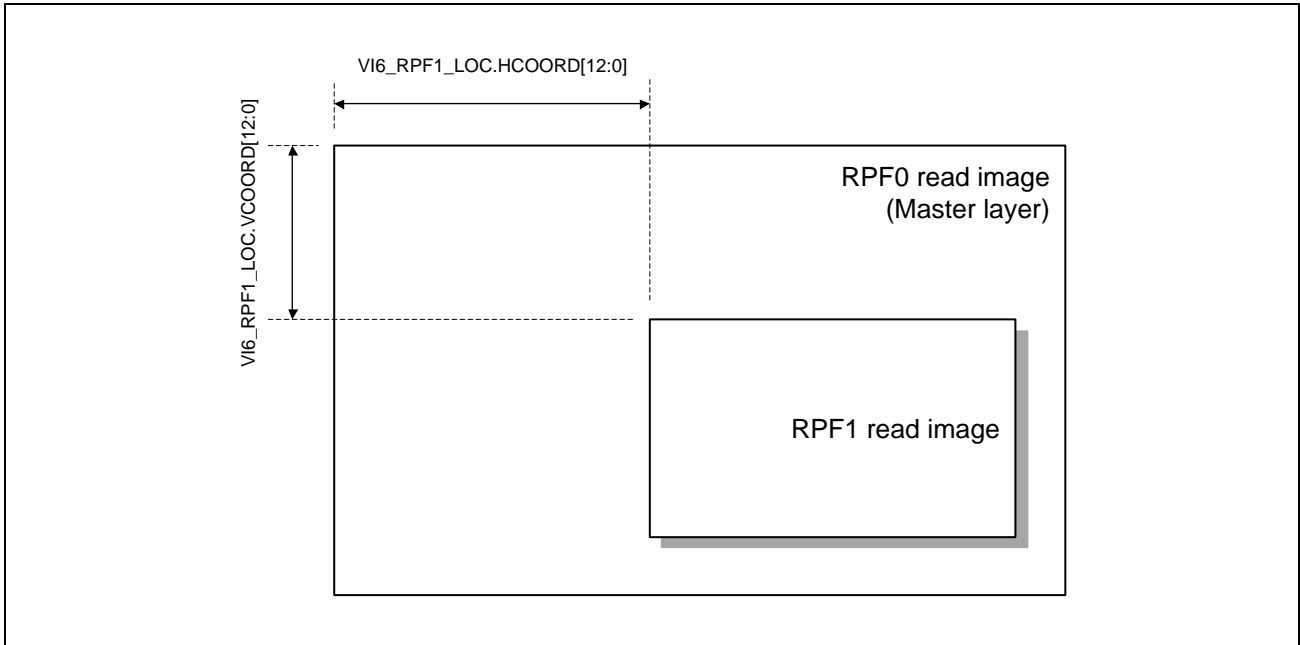 VI6_RPF1_LOC.HCOORD[12:0]
VI6_RPF1_LOC.VCOORD[12:0]
RPF0 read image
(Master layer)
RPF1 read image